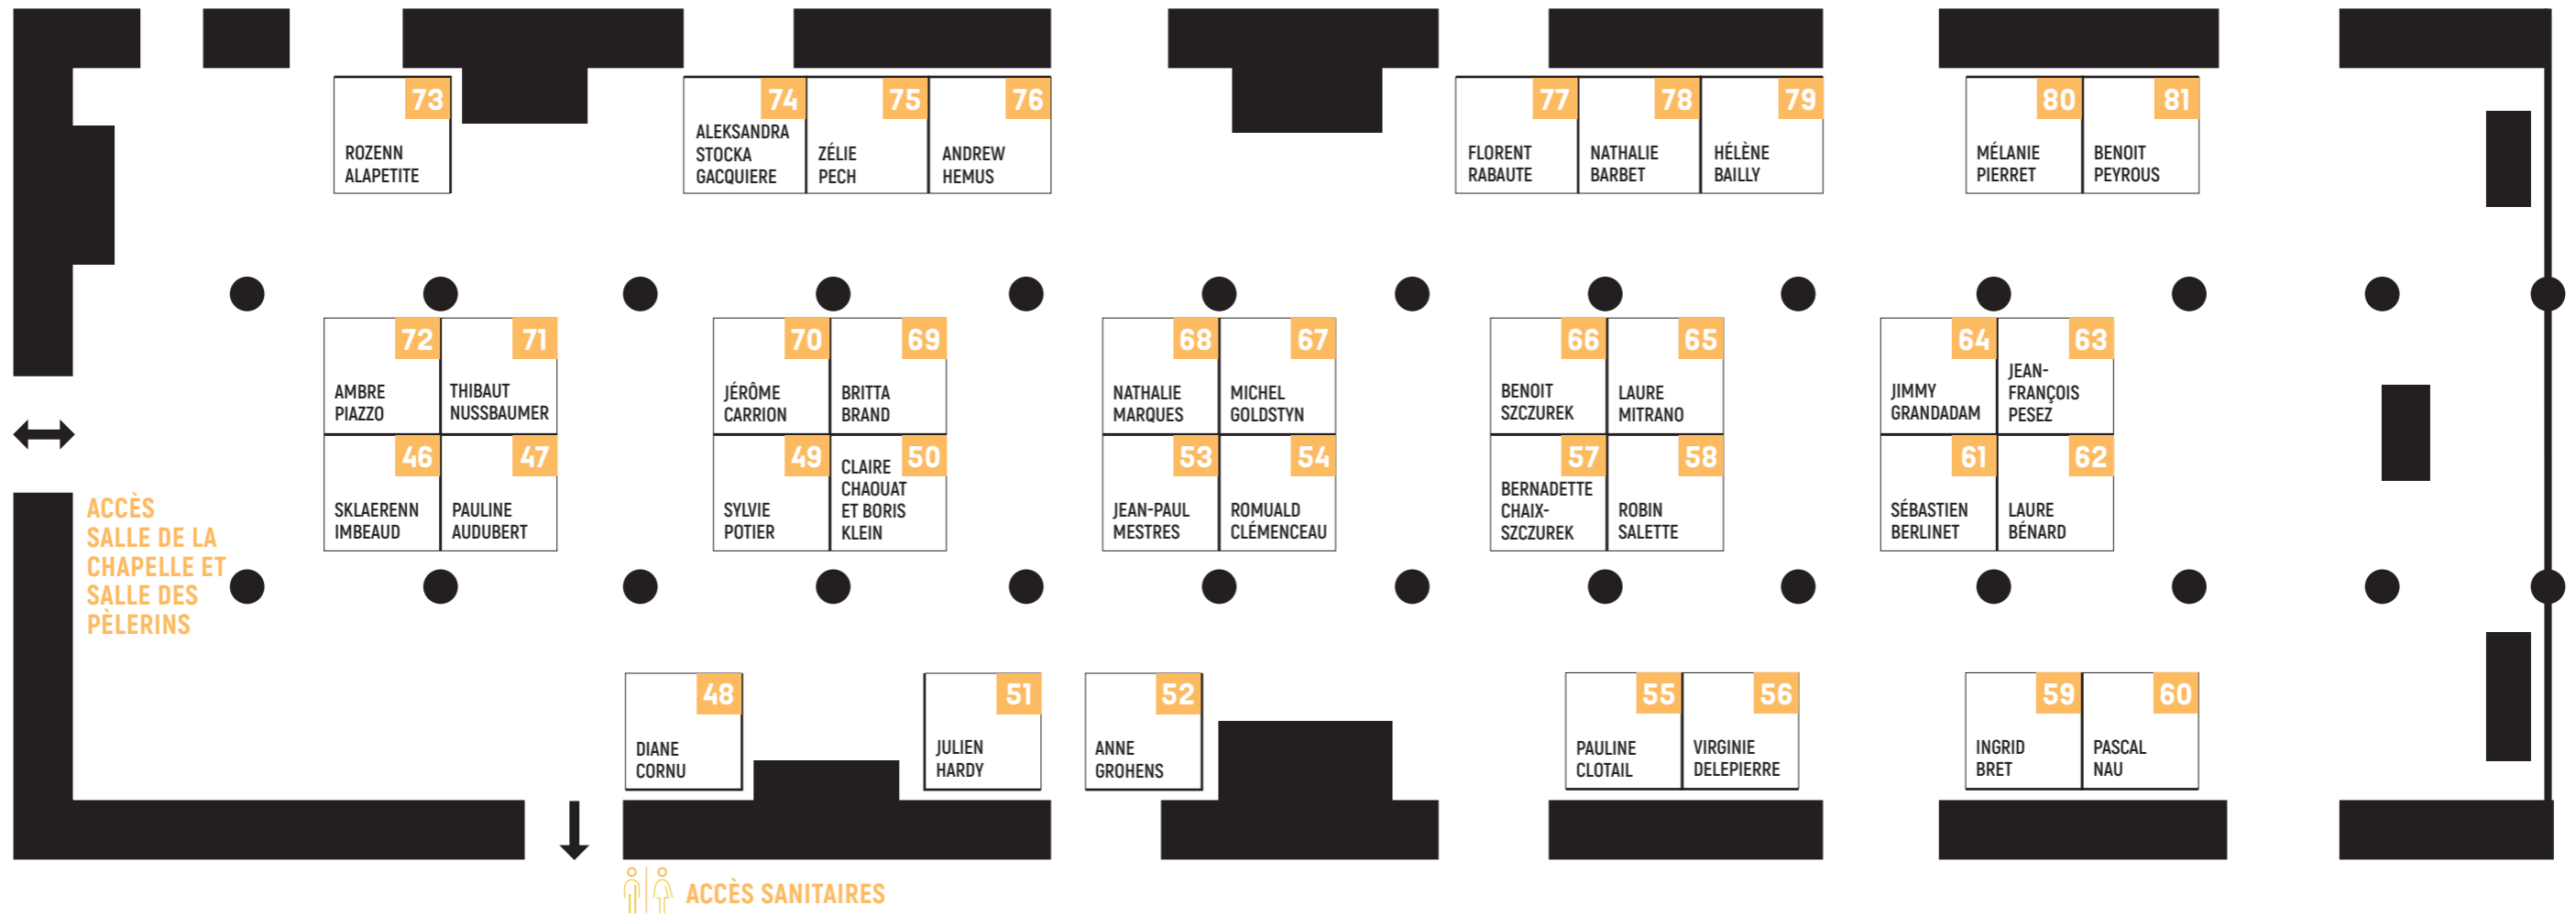 73
ROZENN
ALAPETITE
74
ALEKSANDRA
STOCKA
GACQUIERE
75
ZÉLIE
PECH
76
ANDREW
HEMUS
77
FLORENT
RABAUTE
78
NATHALIE
BARBET
79
HÉLÈNE
BAILLY
80
MÉLANIE
PIERRET
81
BENOIT
PEYROUS
72
AMBRE
PIAZZO
71
THIBAUT
NUSSBAUMER
70
JÉRÔME
CARRION
69
BRITTA
BRAND
68
NATHALIE
MARQUES
67
MICHEL
GOLDSTYN
66
BENOIT
SZCZUREK
65
LAURE
MITRANO
64
JIMMY
GRANDADAM
63
JEAN-
FRANÇOIS
PESEZ
46
SKLAERENN
IMBEAUD
47
PAULINE
AUDUBERT
49
SYLVIE
POTIER
50
CLAIRE
CHAOUAT
ET BORIS
KLEIN
53
JEAN-PAUL
MESTRES
54
ROMUALD
CLÉMENCEAU
57
BERNADETTE
CHAIX-
SZCZUREK
58
ROBIN
SALETTE
61
SÉBASTIEN
BERLINET
62
LAURE
BÉNARD
ACCÈS
SALLE DE LA
CHAPELLE ET
SALLE DES
PÈLERINS
48
DIANE
CORNU
51
JULIEN
HARDY
52
ANNE
GROHENS
55
PAULINE
CLOTAIL
56
VIRGINIE
DELEPIERRE
59
INGRID
BRET
60
PASCAL
NAU
ACCÈS SANITAIRES